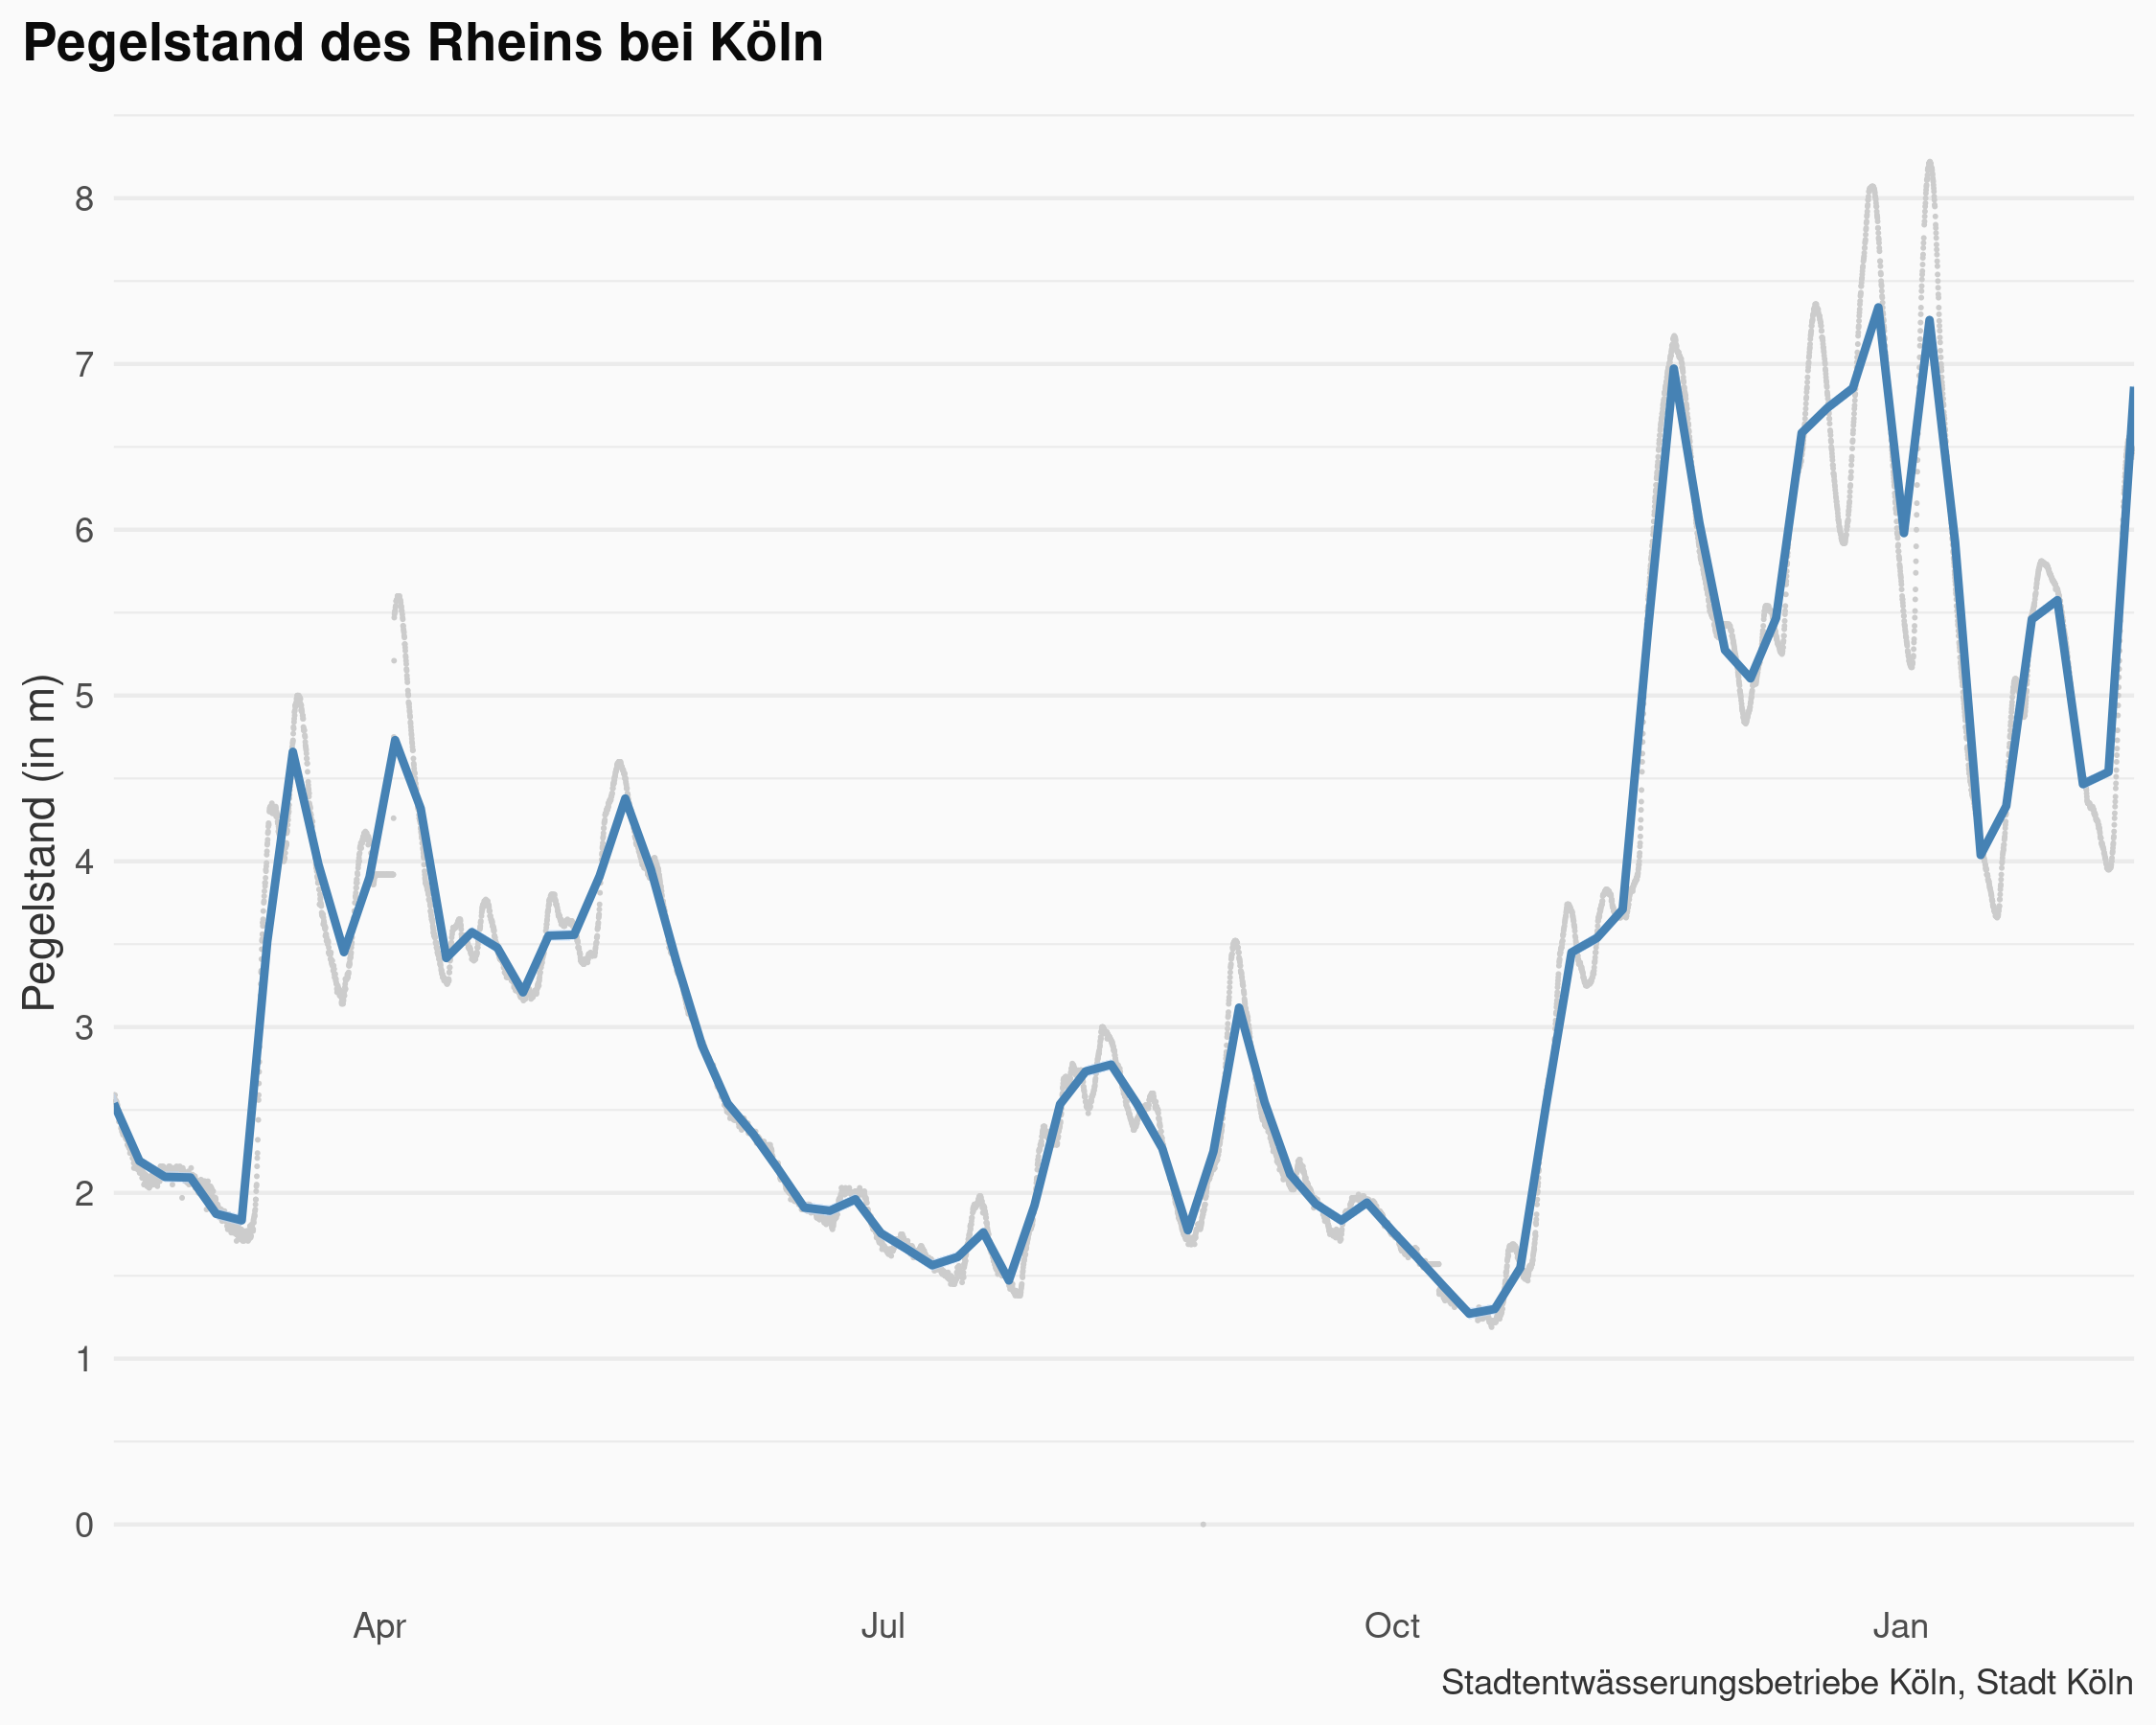 Pegelstand des Rheins bei Köln
Pegelstand (in m)
8
7
6
5
4
3
2
1
0
Apr Jul Oct Jan
Stadtentwässerungsbetriebe Köln, Stadt Köln